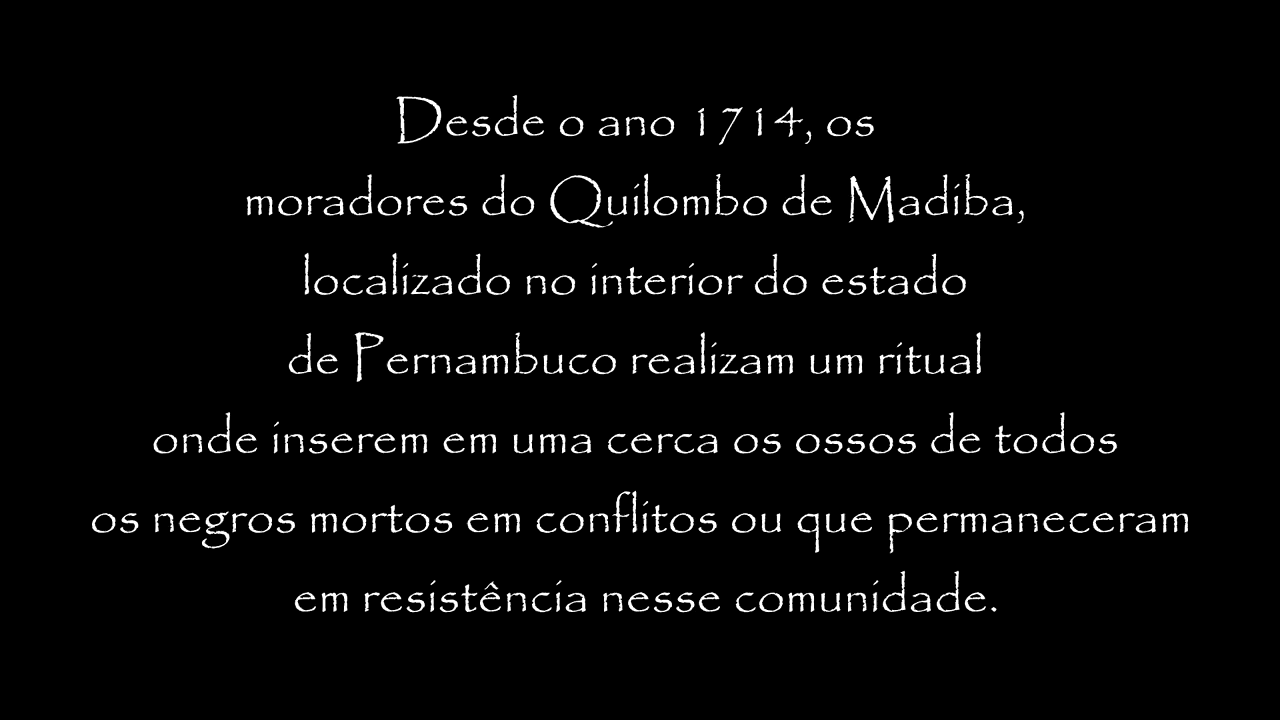 Desde o ano 1714, os
moradores do Quilombo de Madiba,
localizado no interior do estado
de Pernambuco realizam um ritual
onde inserem em uma cerca os ossos de todos
os negros mortos em conflitos ou que permaneceram
em resistência nesse comunidade.